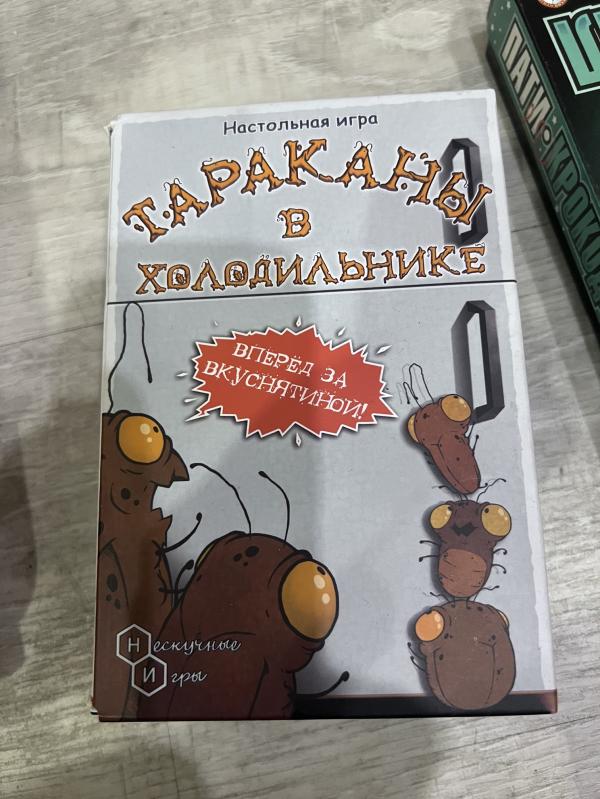 Настольная игра
ТАРАКАНЫ
В
ХОЛОДИЛЬНИКЕ
ВПЕРЁД ЗА
ВКУСНЯТИНОЙ!
Нескучные
Игры